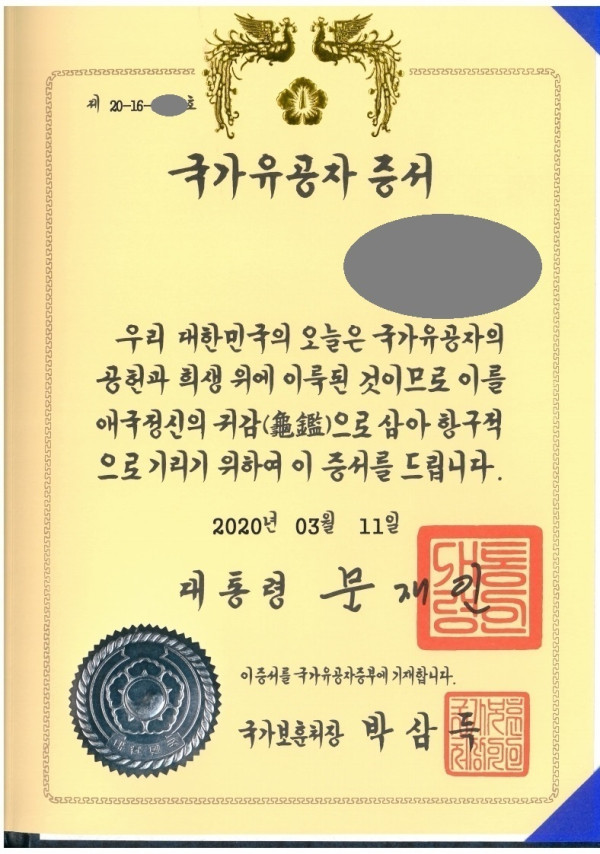 제 20-16- 호
국가유공자 증서
우리 대한민국의 오늘은 국가유공자의
공헌과 희생 위에 이룩된 것이므로 이를
애국정신의 귀감(龜鑑)으로 삼아 항구적
으로 기리기 위하여 이 증서를 드립니다.
2020년 03월 11일
대통령 문재인
이 증서를 국가유공자증부에 기재합니다.
국가보훈처장 박삼득
대한민국